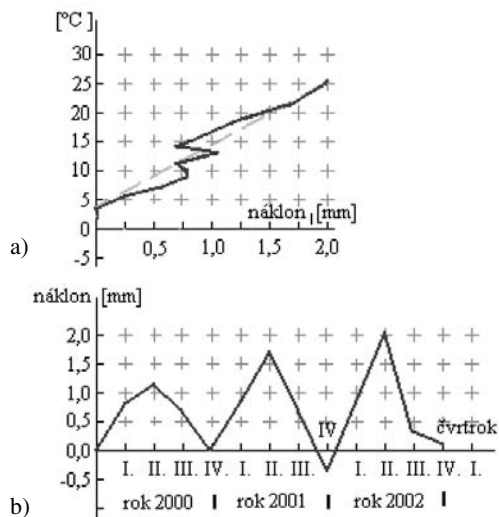 [°C]
30
25
20
15
10
5
0
-5
náklon [mm]
0,5 1,0 1,5 2,0
a)
náklon [mm]
2,0
1,5
1,0
0,5
0,0
-0,5
IV
čvrtrok
I. II. III. IV. I. II. III. I. II. III. IV. I.
rok 2000 rok 2001 rok 2002
b)